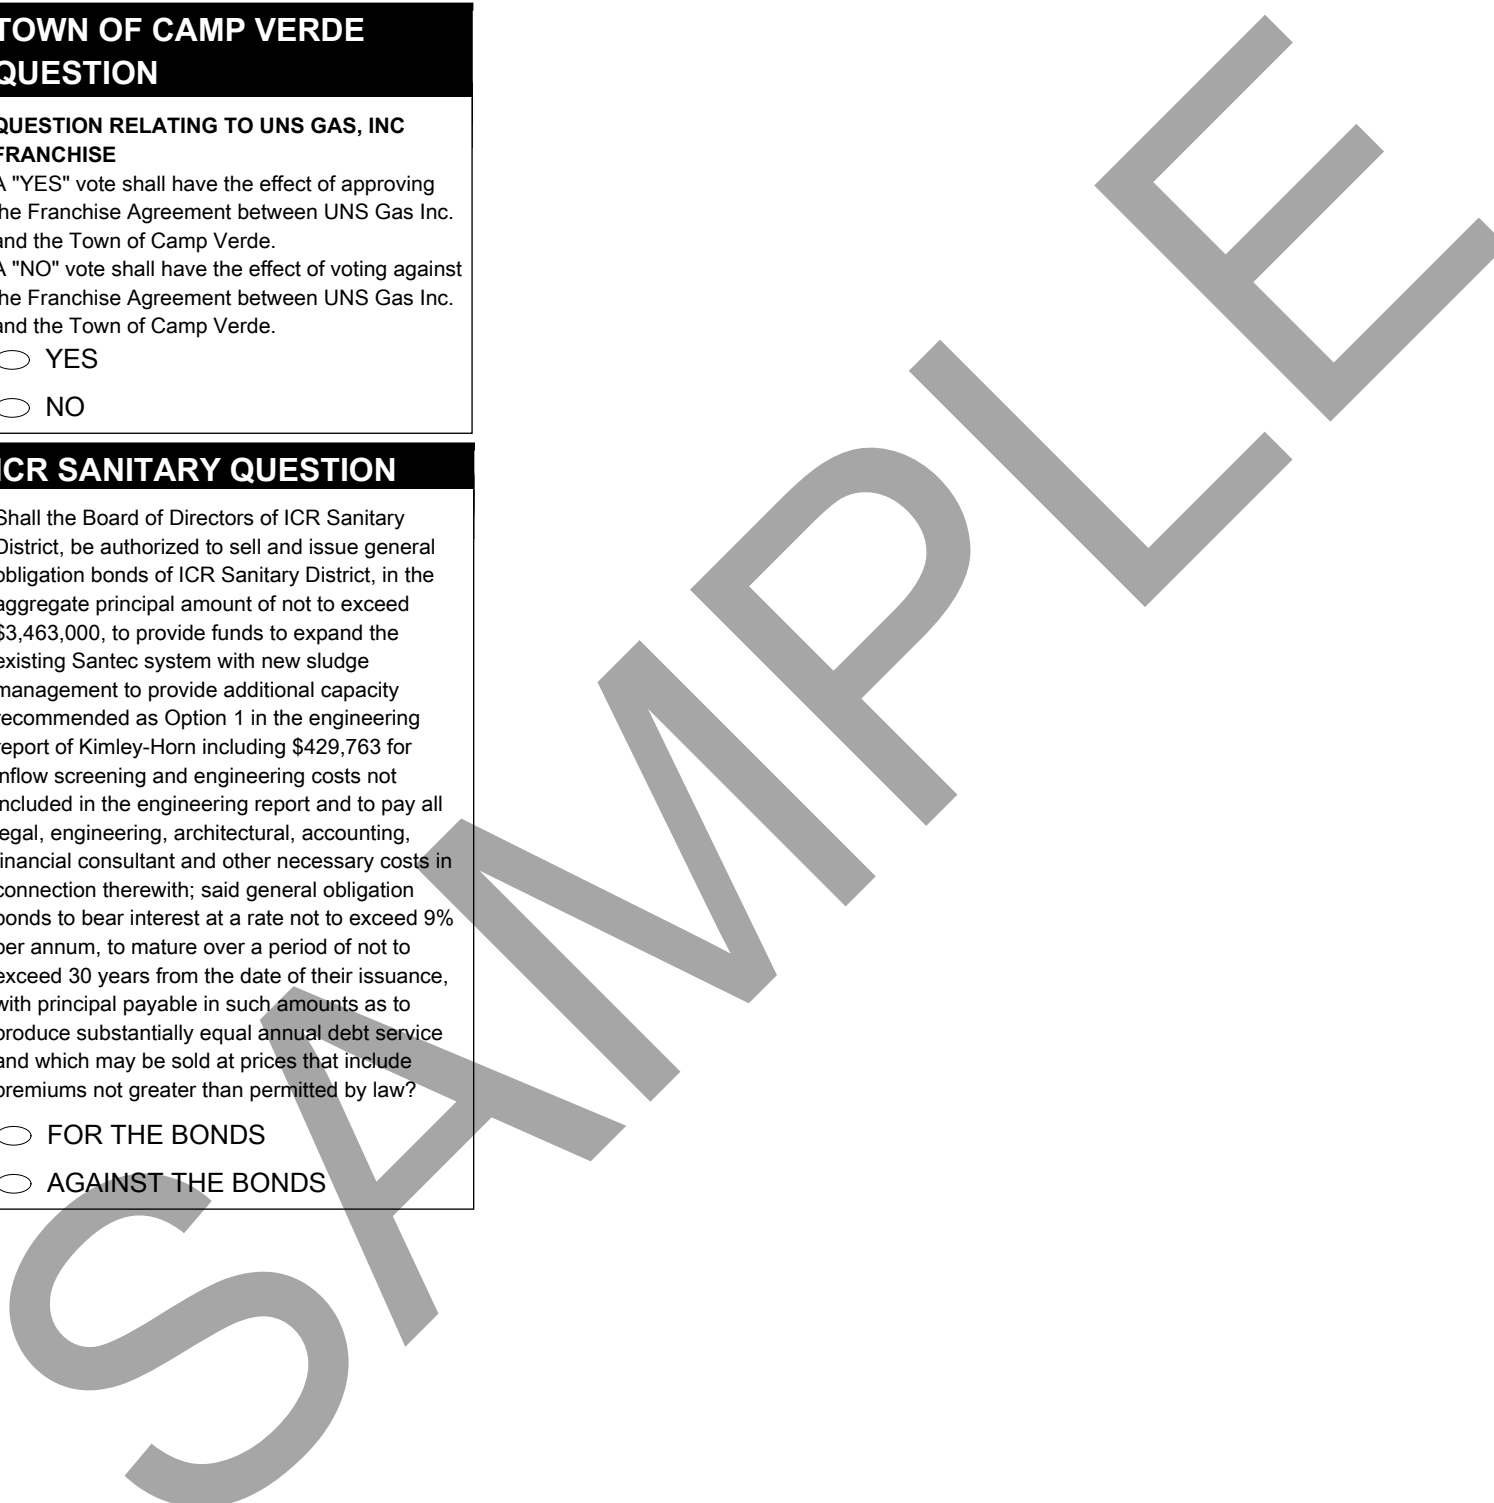 TOWN OF CAMP VERDE
QUESTION
QUESTION RELATING TO UNS GAS, INC
FRANCHISE
A "YES" vote shall have the effect of approving
the Franchise Agreement between UNS Gas Inc.
and the Town of Camp Verde.
A "NO" vote shall have the effect of voting against
the Franchise Agreement between UNS Gas Inc.
and the Town of Camp Verde.
YES
NO
ICR SANITARY QUESTION
Shall the Board of Directors of ICR Sanitary
District, be authorized to sell and issue general
obligation bonds of ICR Sanitary District, in the
aggregate principal amount of not to exceed
$3,463,000, to provide funds to expand the
existing Santec system with new sludge
management to provide additional capacity
recommended as Option 1 in the engineering
report of Kimley-Horn including $429,763 for
inflow screening and engineering costs not
included in the engineering report and to pay all
legal, engineering, architectural, accounting,
financial consultant and other necessary costs in
connection therewith; said general obligation
bonds to bear interest at a rate not to exceed 9%
per annum, to mature over a period of not to
exceed 30 years from the date of their issuance,
with principal payable in such amounts as to
produce substantially equal annual debt service
and which may be sold at prices that include
premiums not greater than permitted by law?
FOR THE BONDS
AGAINST THE BONDS
SAMPLE